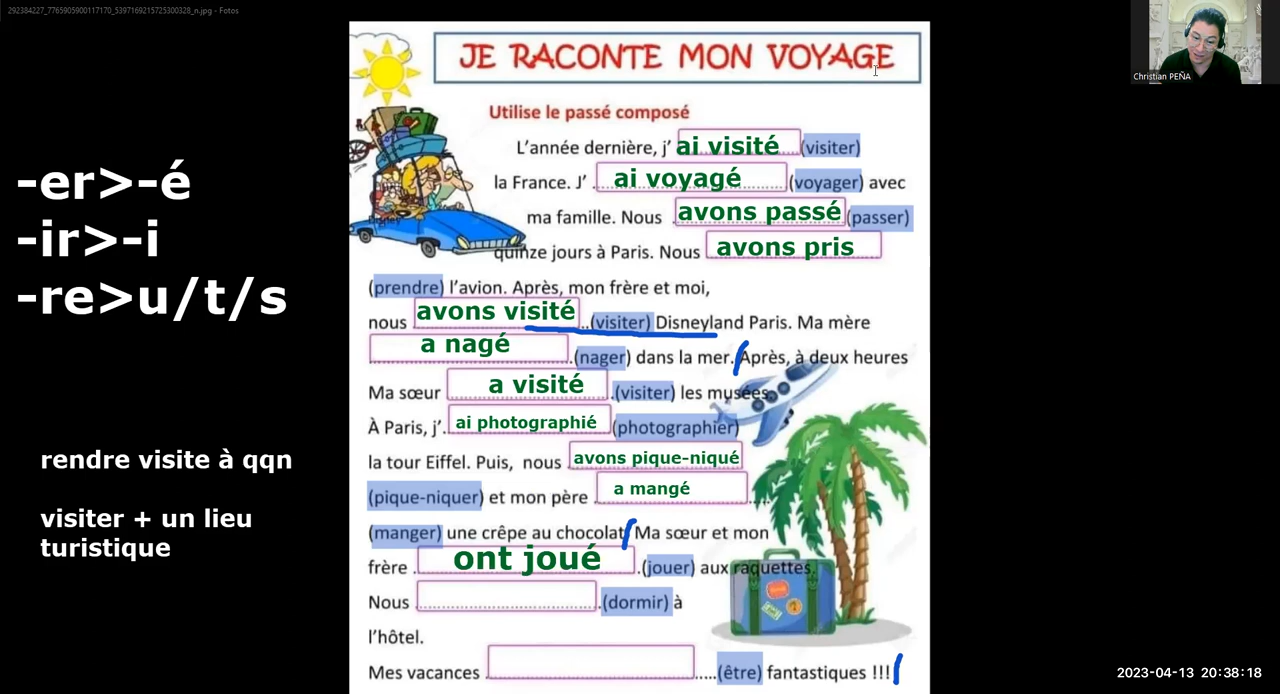 292384227_7765905900117170_5397169215725300328_n.jpg - Fotos
Christian PEÑA
JE RACONTE MON VOYAGE
Utilise le passé composé
L'année dernière, j' ai visité (visiter)
la France. J' ai voyagé (voyager) avec
ma famille. Nous avons passé (passer)
quinze jours à Paris. Nous avons pris
(prendre) l'avion. Après, mon frère et moi,
nous avons visité (visiter) Disneyland Paris. Ma mère
a nagé (nager) dans la mer. Après, à deux heures
Ma sœur a visité (visiter) les musées.
À Paris, j' ai photographié (photographier)
la tour Eiffel. Puis, nous avons pique-niqué
(pique-niquer) et mon père a mangé
(manger) une crêpe au chocolat. Ma sœur et mon
frère ont joué (jouer) aux raquettes.
Nous (dormir) à
l'hôtel.
Mes vacances (être) fantastiques !!!
-er>-é
-ir>-i
-re>u/t/s
rendre visite à qqn
visiter + un lieu
turistique
2023-04-13 20:38:18